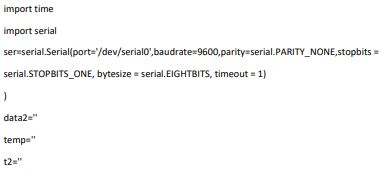 import time
import serial
ser=serial.Serial(port='/dev/serial0',baudrate=9600,parity=serial.PARITY_NONE,stopbits =
serial.STOPBITS_ONE, bytesize = serial.EIGHTBITS, timeout = 1)
)
data2=''
temp=''
t2=''